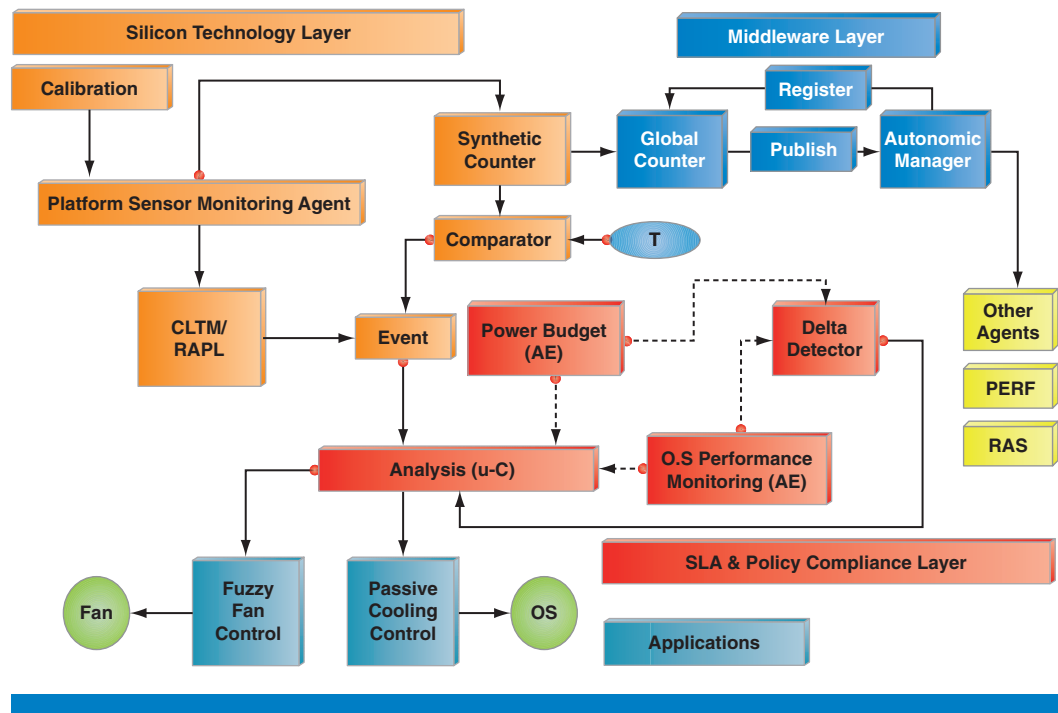 Silicon Technology Layer
Middleware Layer
Calibration
Register
Synthetic
Counter
Global
Counter
Publish
Autonomic
Manager
Platform Sensor Monitoring Agent
Comparator
T
CLTM/
RAPL
Event
Power Budget
(AE)
Delta
Detector
Other
Agents
PERF
RAS
Analysis (u-C)
O.S Performance
Monitoring (AE)
SLA & Policy Compliance Layer
Fan
Fuzzy
Fan
Control
Passive
Cooling
Control
OS
Applications